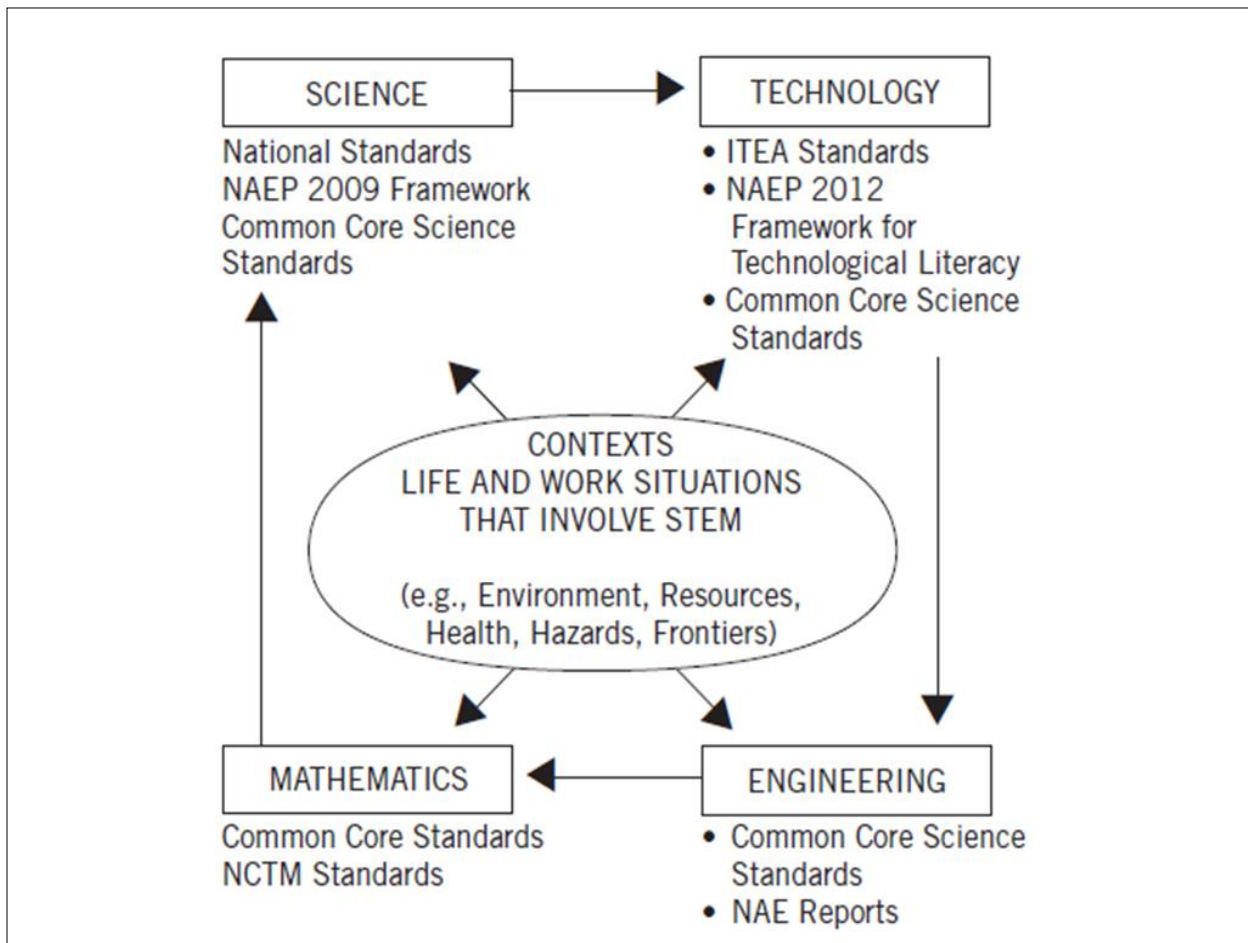 SCIENCE
National Standards
NAEP 2009 Framework
Common Core Science
Standards
TECHNOLOGY
• ITEA Standards
• NAEP 2012
Framework for
Technological Literacy
• Common Core Science
Standards
CONTEXTS
LIFE AND WORK SITUATIONS
THAT INVOLVE STEM
(e.g., Environment, Resources,
Health, Hazards, Frontiers)
MATHEMATICS
Common Core Standards
NCTM Standards
ENGINEERING
• Common Core Science
Standards
• NAE Reports